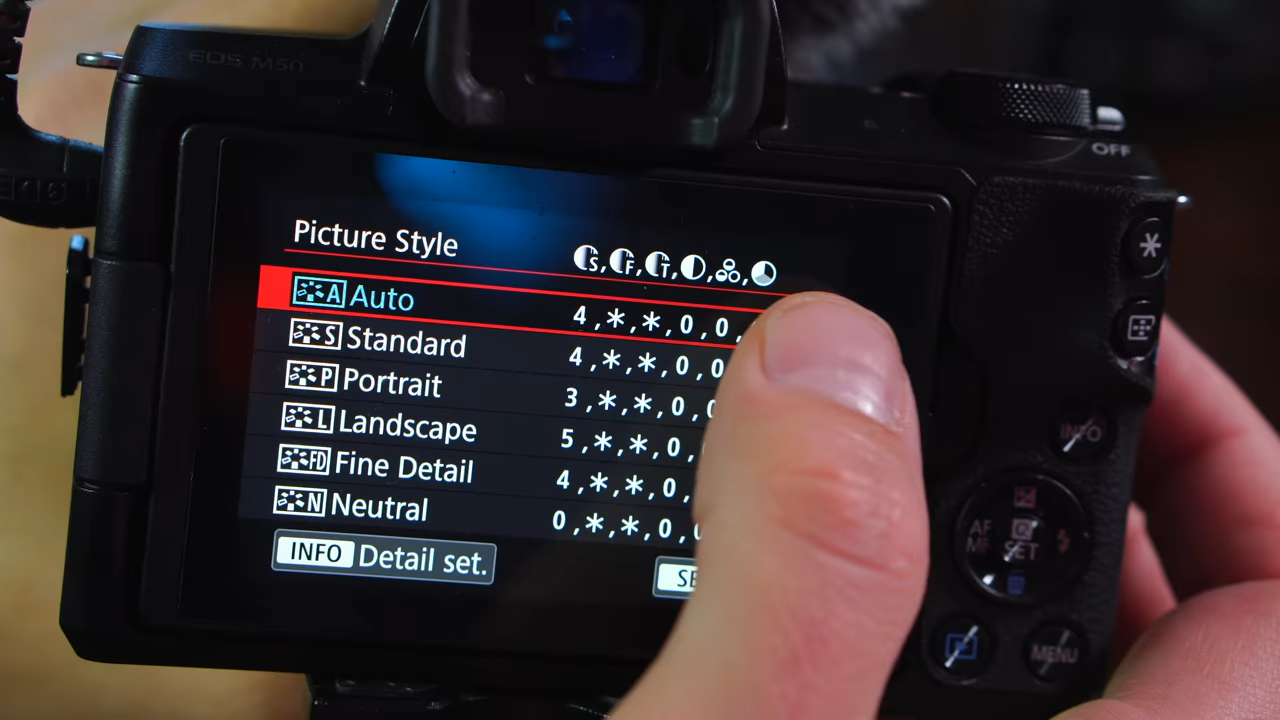 EOS M50
OFF
Picture Style
S, F, T, , ,
A Auto 4,*,*,0,0,
S Standard 4,*,*,0,0
P Portrait 3,*,*,0,0
L Landscape 5,*,*,0,
FD Fine Detail 4,*,*,0,
N Neutral 0,*,*,0,0
INFO Detail set. SE
INFO
AF
MF
SET
MENU